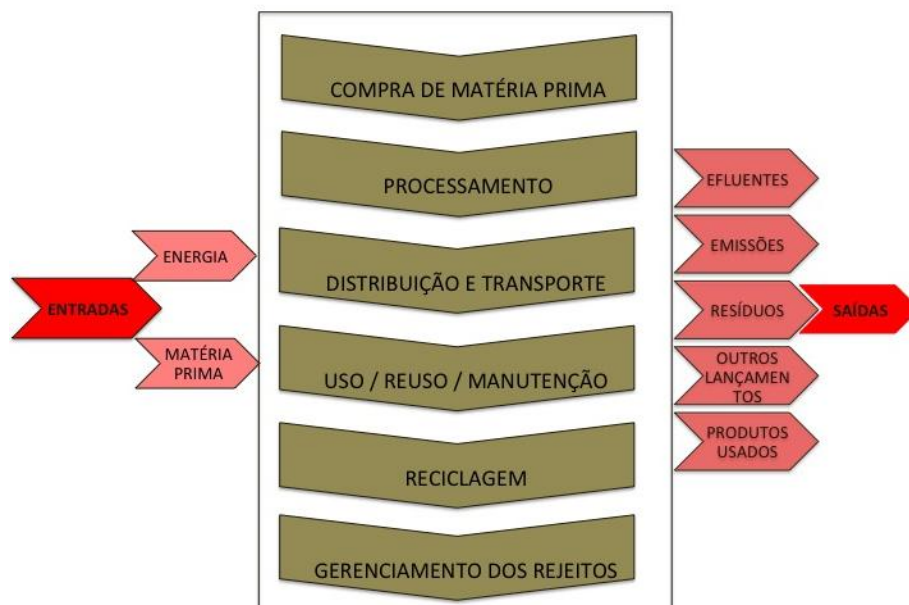 COMPRA DE MATÉRIA PRIMA
PROCESSAMENTO
DISTRIBUIÇÃO E TRANSPORTE
USO / REUSO / MANUTENÇÃO
RECICLAGEM
GERENCIAMENTO DOS REJEITOS
ENTRADAS
ENERGIA
MATÉRIA
PRIMA
EFLUENTES
EMISSÕES
RESÍDUOS
OUTROS
LANÇAMEN
TOS
PRODUTOS
USADOS
SAÍDAS